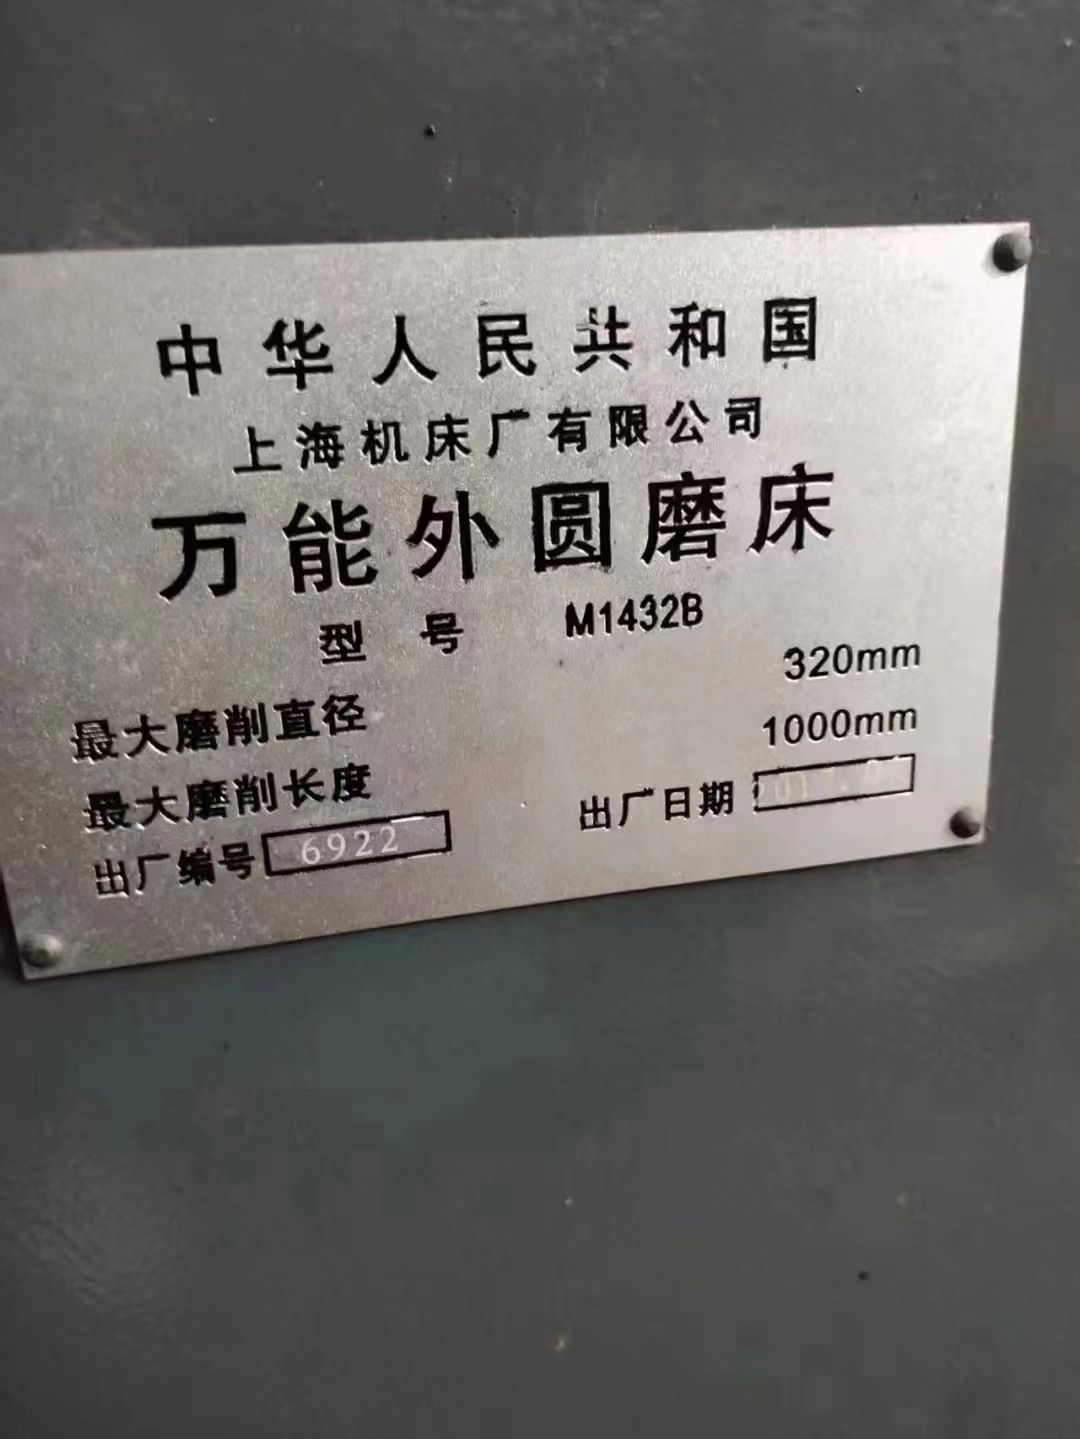 中华人民共和国
上海机床厂有限公司
万能外圆磨床
型号 M1432B
最大磨削直径 320mm
最大磨削长度 1000mm
出厂编号 6922 出厂日期